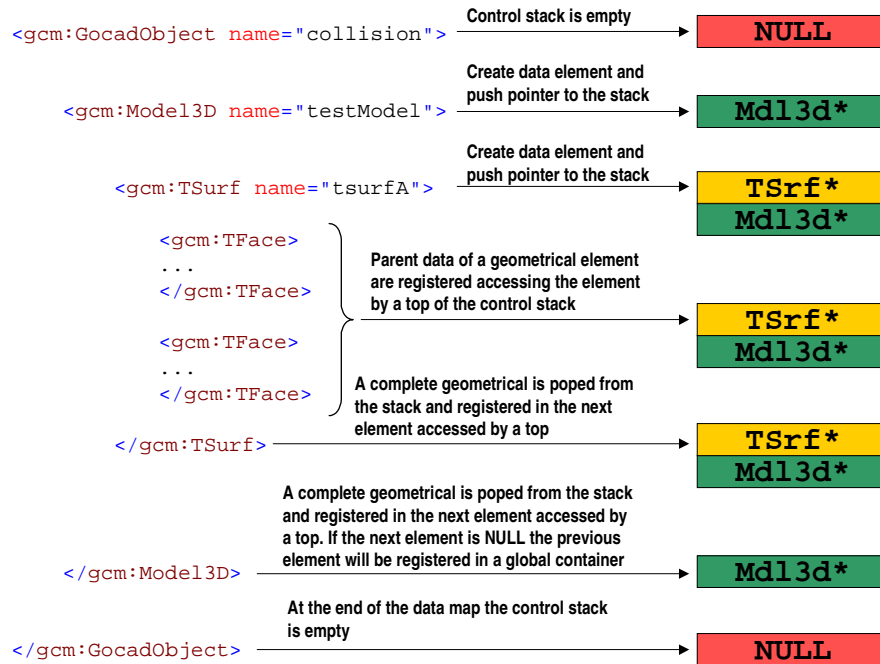 Control stack is empty
<gcm:GocadObject name="collision">
NULL
Create data element and
push pointer to the stack
<gcm:Model3D name="testModel">
Mdl3d*
Create data element and
push pointer to the stack
<gcm:TSurf name="tsurfA">
TSrf*
Mdl3d*
<gcm:TFace>
...
</gcm:TFace>
<gcm:TFace>
...
</gcm:TFace>
Parent data of a geometrical element
are registered accessing the element
by a top of the control stack
TSrf*
Mdl3d*
A complete geometrical is poped from
the stack and registered in the next
element accessed by a top
</gcm:TSurf>
TSrf*
Mdl3d*
A complete geometrical is poped from the stack
and registered in the next element accessed by
a top. If the next element is NULL the previous
element will be registered in a global container
</gcm:Model3D>
Mdl3d*
At the end of the data map the control stack
is empty
</gcm:GocadObject>
NULL